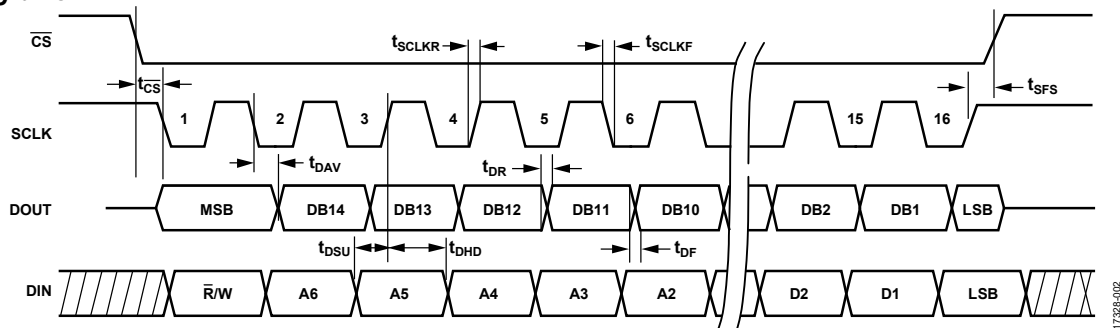 CS
tSCLKR
tSCLKF
tCS
tSFS
SCLK
1
2
3
4
5
6
15
16
tDAV
tDR
DOUT
MSB
DB14
DB13
DB12
DB11
DB10
DB2
DB1
LSB
tDSU
tDHD
tDF
DIN
R/W
A6
A5
A4
A3
A2
D2
D1
LSB
17328-002